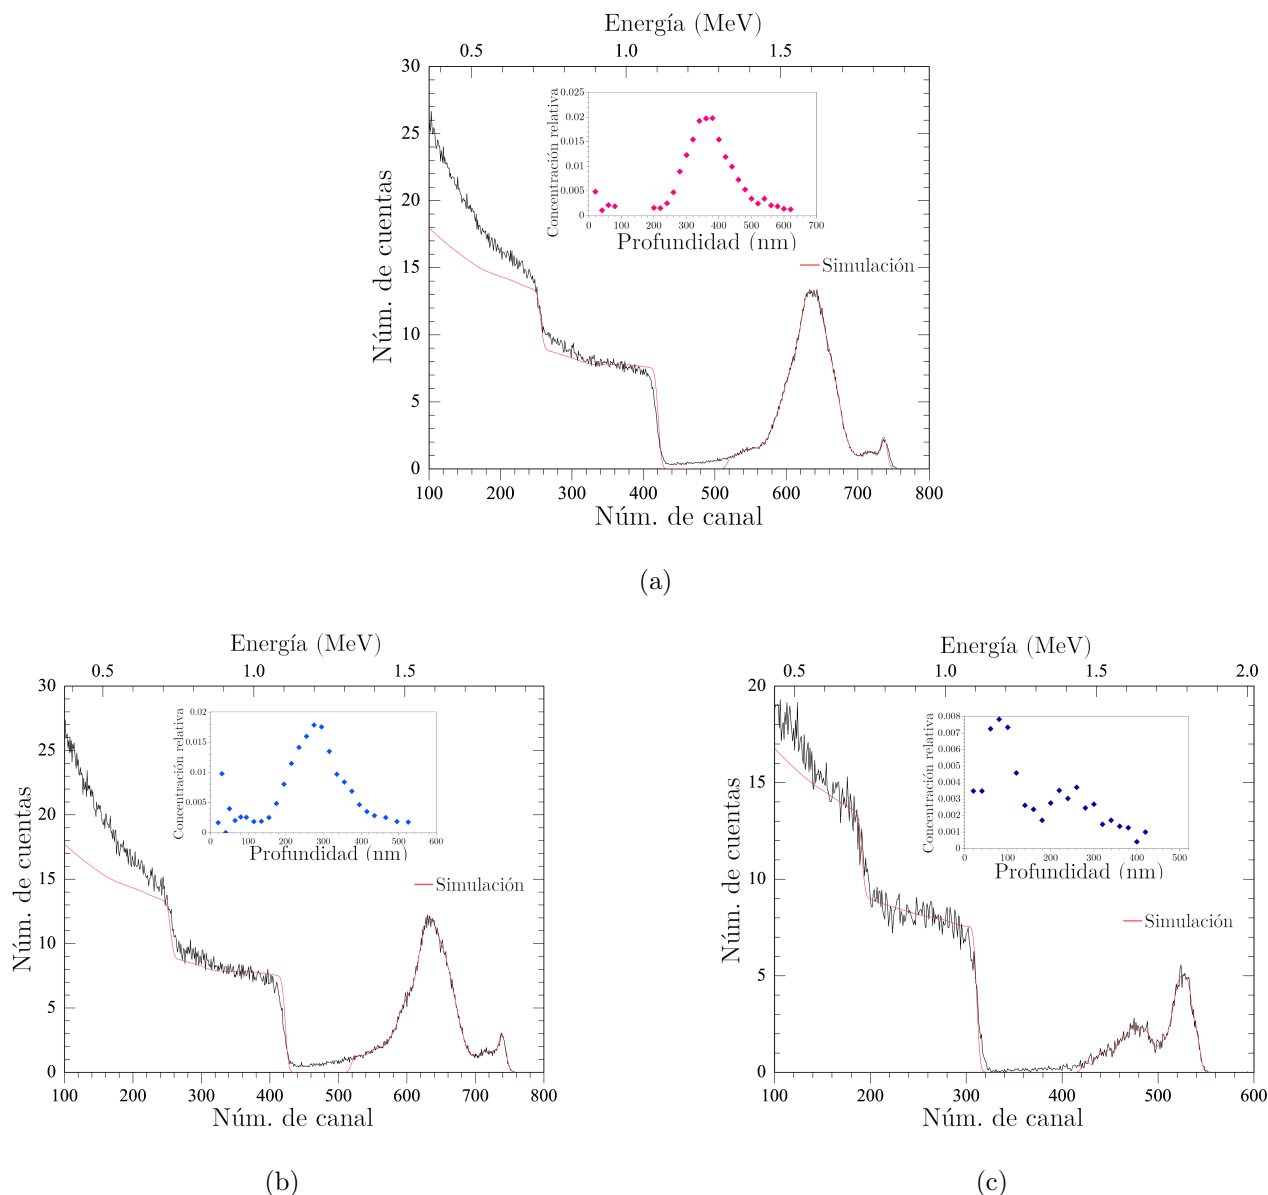 Energía (MeV)
0.5 1.0 1.5
30
25
20
15
10
5
0
Núm. de cuentas
0.025
0.02
0.015
0.01
0.005
0
Concentración relativa
0 100 200 300 400 500 600 700
Profundidad (nm)
Simulación
100 200 300 400 500 600 700 800
Núm. de canal
(a)
Energía (MeV)
0.5 1.0 1.5
30
25
20
15
10
5
0
Núm. de cuentas
0.02
0.015
0.01
0.005
0
Concentración relativa
0 100 200 300 400 500 600
Profundidad (nm)
Simulación
100 200 300 400 500 600 700 800
Núm. de canal
(b)
Energía (MeV)
0.5 1.0 1.5 2.0
20
15
10
5
0
Núm. de cuentas
0.008
0.007
0.006
0.005
0.004
0.003
0.002
0.001
0
Concentración relativa
0 100 200 300 400 500
Profundidad (nm)
Simulación
100 200 300 400 500 600
Núm. de canal
(c)